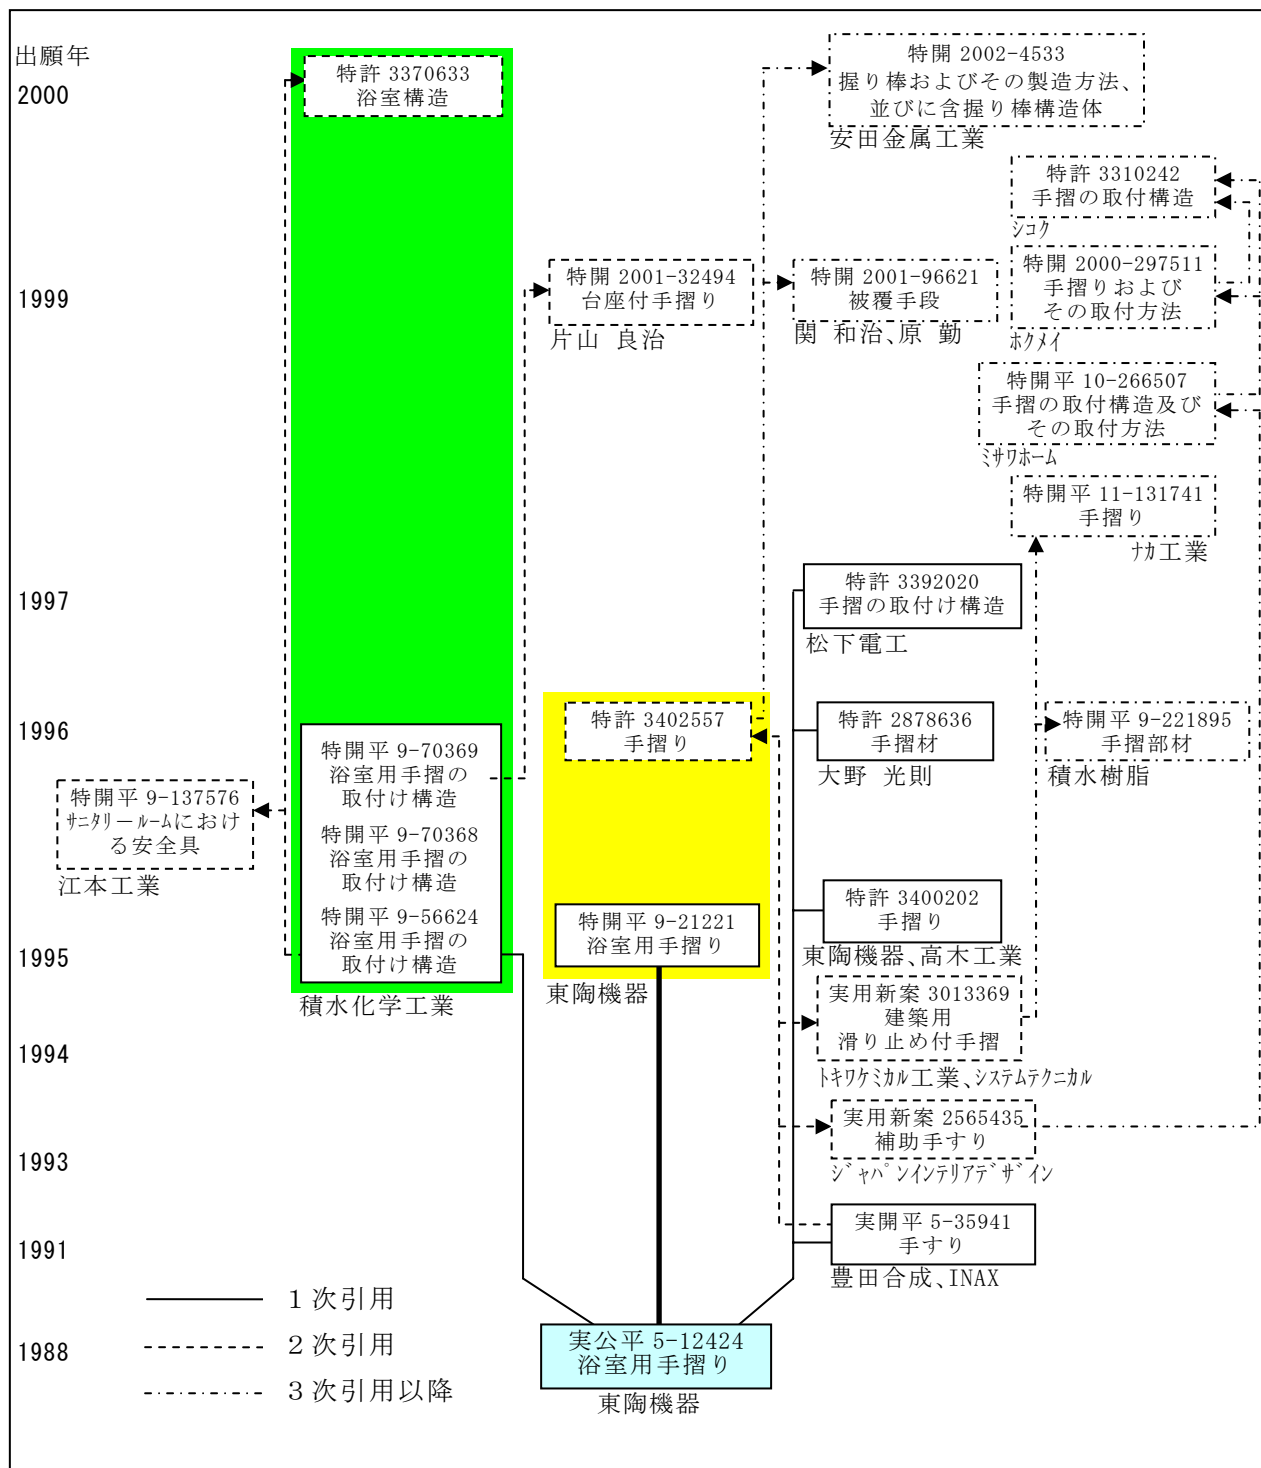 出願年
2000
特許 3370633
浴室構造
特開 2002-4533
握り棒およびその製造方法、
並びに含握り棒構造体
安田金属工業
特許 3310242
手摺の取付構造
シコク
1999
特開 2001-32494
台座付手摺り
片山 良治
特開 2001-96621
被覆手段
関 和治、原 勤
特開 2000-297511
手摺りおよび
その取付方法
ホクメイ
特開平 10-266507
手摺の取付構造及び
その取付方法
ミサワホーム
特開平 11-131741
手摺り
ナカ工業
1997
特許 3392020
手摺の取付け構造
松下電工
1996
特開平 9-70369
浴室用手摺の
取付け構造
特開平 9-70368
浴室用手摺の
取付け構造
特開平 9-56624
浴室用手摺の
取付け構造
積水化学工業
特開平 9-137576
サニタリールームにおけ
る安全具
江本工業
特許 3402557
手摺り
特開平 9-21221
浴室用手摺り
東陶機器
特許 2878636
手摺材
大野 光則
特開平 9-221895
手摺部材
積水樹脂
特許 3400202
手摺り
東陶機器、高木工業
1995
実用新案 3013369
建築用
滑り止め付手摺
トキワケミカル工業、システムテクニカル
1994
実用新案 2565435
補助手すり
ジャパンインテリアデザイン
1993
実開平 5-35941
手すり
豊田合成、INAX
1991
1次引用
2次引用
3次引用以降
1988
実公平 5-12424
浴室用手摺り
東陶機器